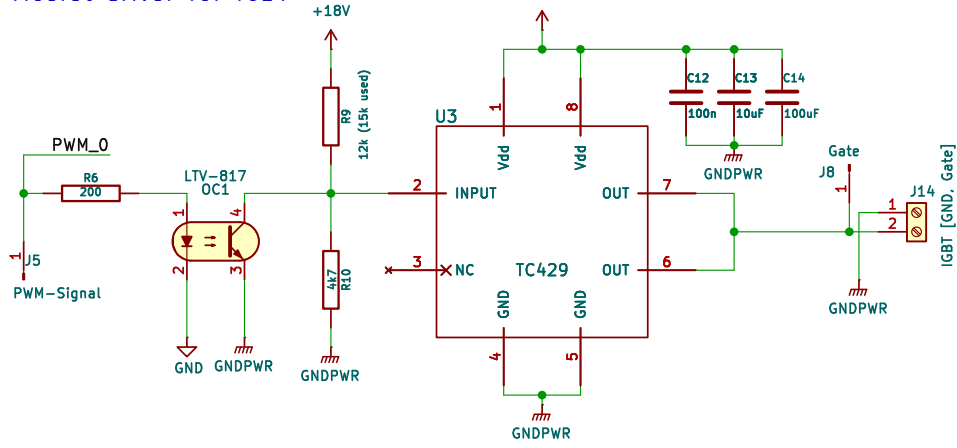 +18V
R9
12k (15k used)
U3
1
8
Vdd
Vdd
C12
C13
C14
100n
10uF
100uF
GNDPWR
PWM_0
R6
200
LTV-817
OC1
1
4
2
3
2
INPUT
OUT
7
Gate
J8
1
J14
1
2
IGBT [GND, Gate]
1
J5
PWM-Signal
4k7
R10
3
NC
TC429
OUT
6
GND
GND
4
5
GND
GNDPWR
GNDPWR
GNDPWR
GNDPWR